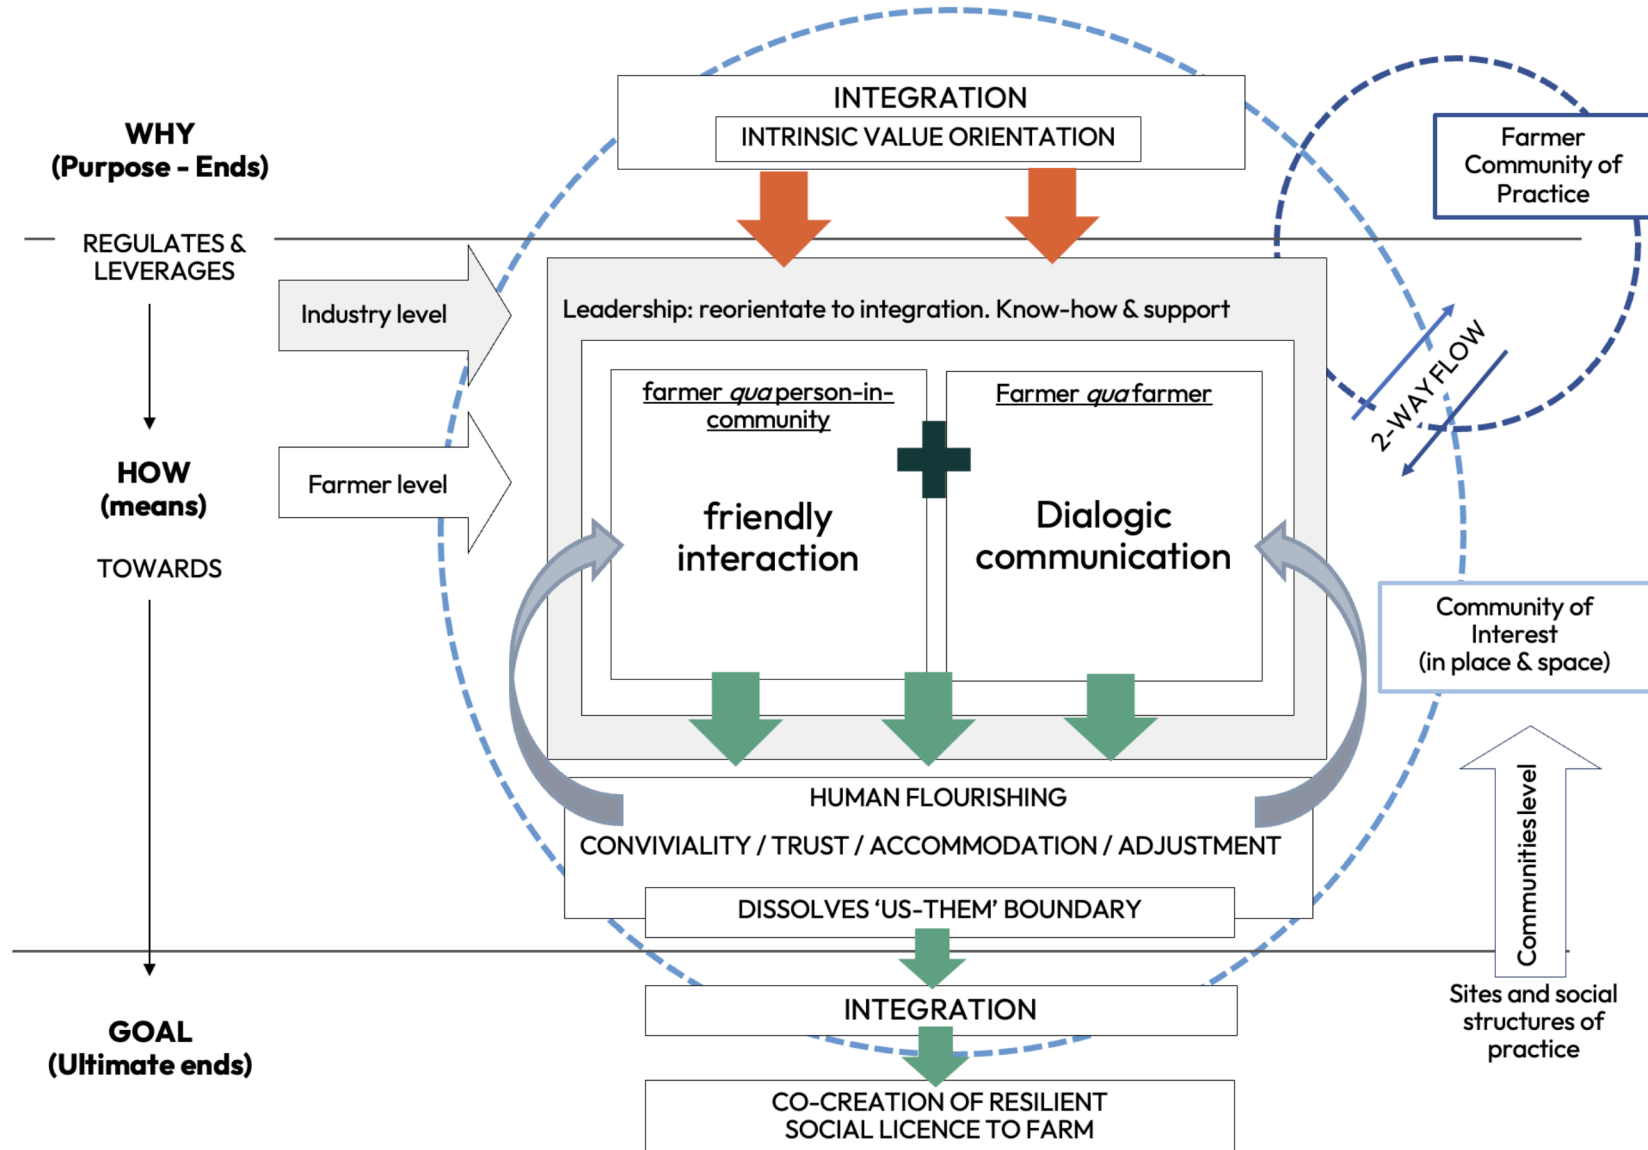 WHY
(Purpose - Ends)
REGULATES &
LEVERAGES
HOW
(means)
TOWARDS
GOAL
(Ultimate ends)
Industry level
Farmer level
INTEGRATION
INTRINSIC VALUE ORIENTATION
Leadership: reorientate to integration. Know-how & support
farmer qua person-in-
community
friendly
interaction
Farmer qua farmer
Dialogic
communication
HUMAN FLOURISHING
CONVIVIALITY / TRUST / ACCOMMODATION / ADJUSTMENT
DISSOLVES ‘US-THEM’ BOUNDARY
INTEGRATION
CO-CREATION OF RESILIENT
SOCIAL LICENCE TO FARM
Farmer
Community of
Practice
2-WAY FLOW
Community of
Interest
(in place & space)
Communities level
Sites and social
structures of
practice